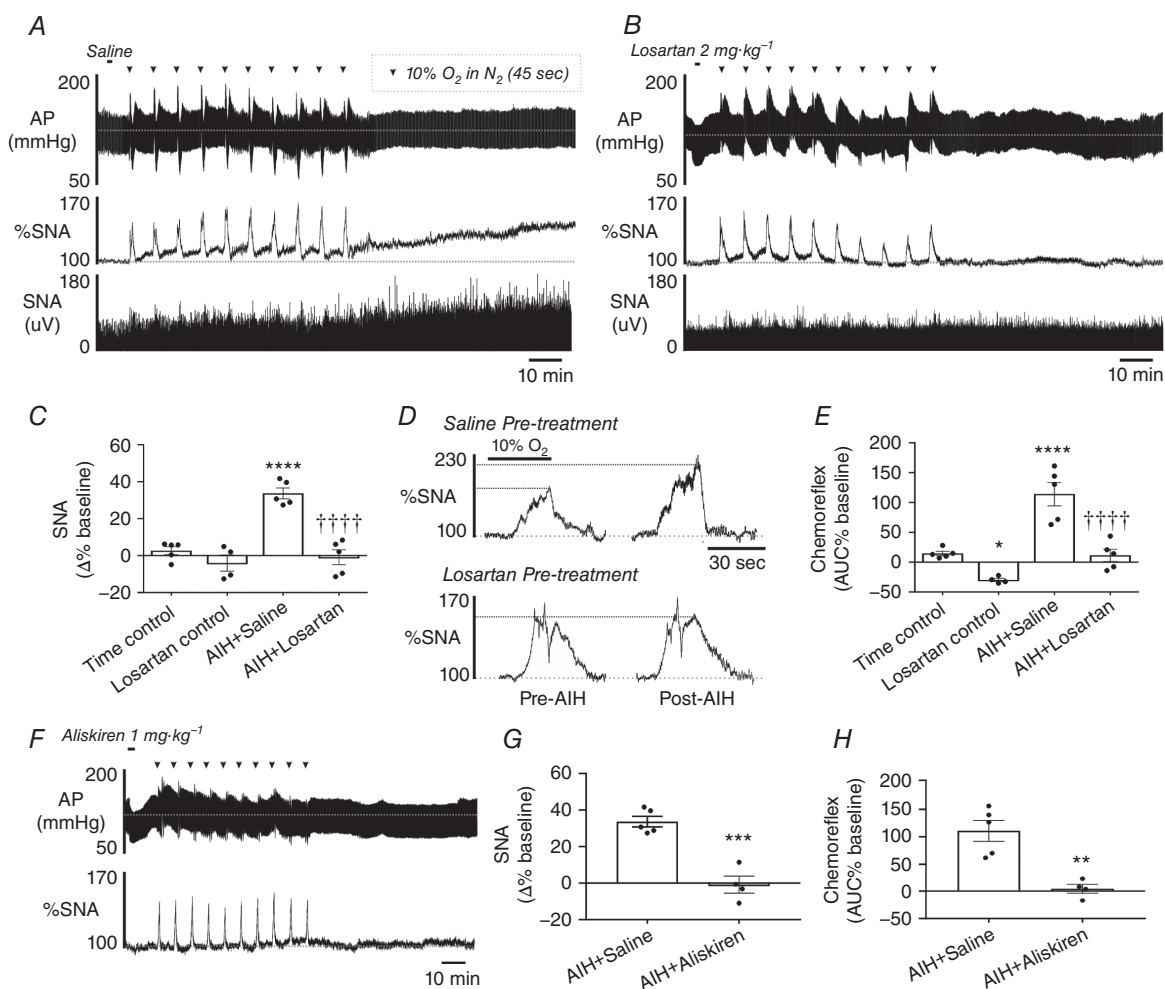 A
Saline
▼ 10% O₂ in N₂ (45 sec)
200
AP
(mmHg)
50
170
%SNA
100
180
SNA
(uV)
0
10 min
B
Losartan 2 mg·kg⁻¹
200
AP
(mmHg)
50
170
%SNA
100
180
SNA
(uV)
0
10 min
C
60
40
20
0
−20
SNA
(Δ% baseline)
****
††††
Time control
Losartan control
AIH+Saline
AIH+Losartan
D
Saline Pre-treatment
10% O₂
230
%SNA
100
30 sec
Losartan Pre-treatment
170
%SNA
100
Pre-AIH
Post-AIH
E
200
150
100
50
0
−50
Chemoreflex
(AUC% baseline)
*
****
††††
Time control
Losartan control
AIH+Saline
AIH+Losartan
F
Aliskiren 1 mg·kg⁻¹
200
AP
(mmHg)
50
170
%SNA
100
10 min
G
60
40
20
0
−20
SNA
(Δ% baseline)
***
AIH+Saline
AIH+Aliskiren
H
200
150
100
50
0
−50
Chemoreflex
(AUC% baseline)
**
AIH+Saline
AIH+Aliskiren